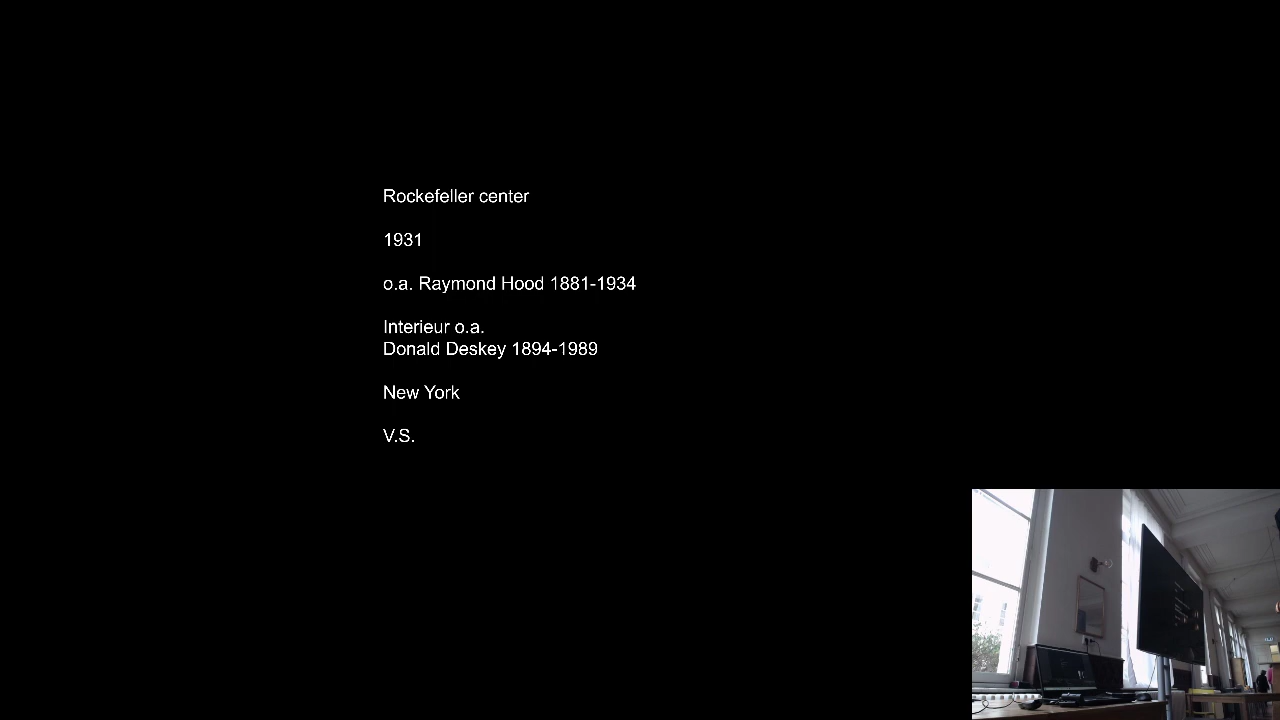 Rockefeller center
1931
o.a. Raymond Hood 1881-1934
Interieur o.a.
Donald Deskey 1894-1989
New York
V.S.